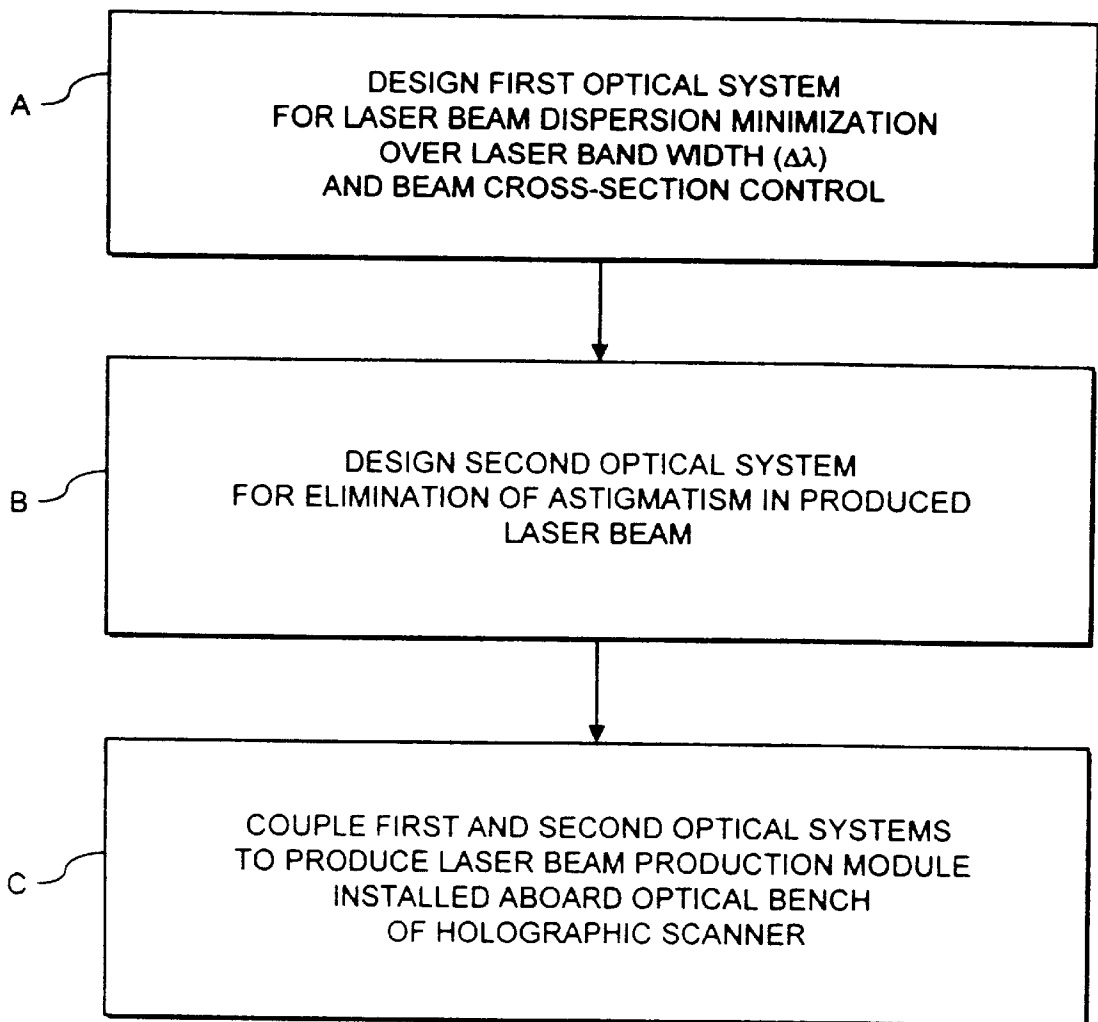 A
DESIGN FIRST OPTICAL SYSTEM
FOR LASER BEAM DISPERSION MINIMIZATION
OVER LASER BAND WIDTH (Δλ)
AND BEAM CROSS-SECTION CONTROL
B
DESIGN SECOND OPTICAL SYSTEM
FOR ELIMINATION OF ASTIGMATISM IN PRODUCED
LASER BEAM
C
COUPLE FIRST AND SECOND OPTICAL SYSTEMS
TO PRODUCE LASER BEAM PRODUCTION MODULE
INSTALLED ABOARD OPTICAL BENCH
OF HOLOGRAPHIC SCANNER